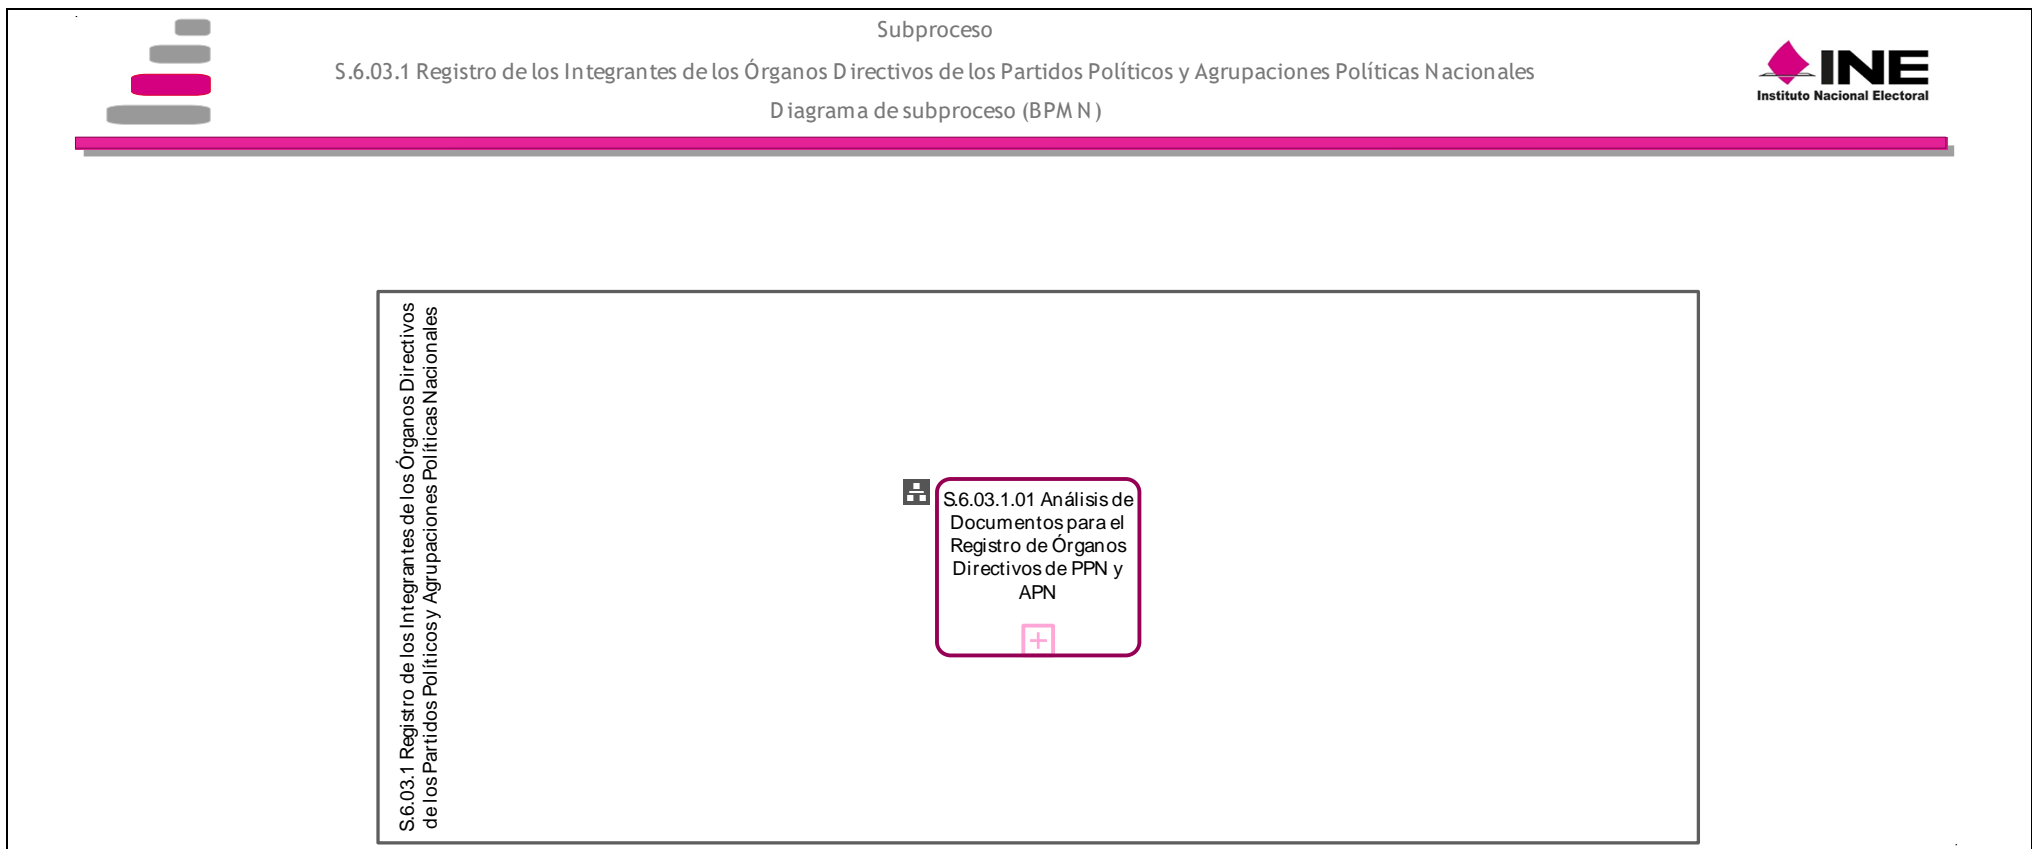 Subproceso
S.6.03.1 Registro de los Integrantes de los Órganos Directivos de los Partidos Políticos y Agrupaciones Políticas Nacionales
Diagrama de subproceso (BPMN)
INE
Instituto Nacional Electoral
S.6.03.1 Registro de los Integrantes de los Órganos Directivos
de los Partidos Políticos y Agrupaciones Políticas Nacionales
S.6.03.1.01 Análisis de
Documentos para el
Registro de Órganos
Directivos de PPN y
APN